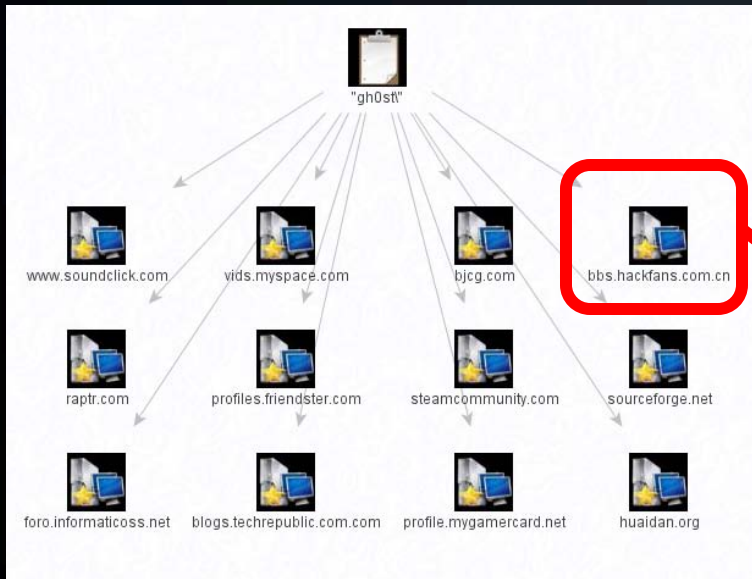 "gh0st\"
www.soundclick.com
vids.myspace.com
bjcg.com
bbs.hackfans.com.cn
raptr.com
profiles.friendster.com
steamcommunity.com
sourceforge.net
foro.informaticoss.net
blogs.techrepublic.com.com
profile.mygamercard.net
huaidan.org